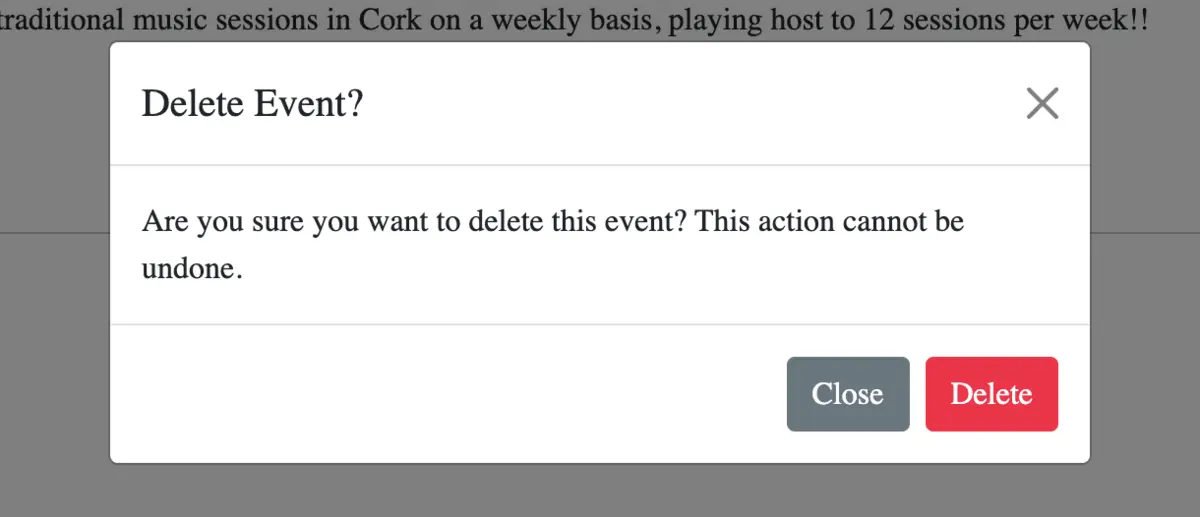 traditional music sessions in Cork on a weekly basis, playing host to 12 sessions per week!!
Delete Event?
Are you sure you want to delete this event? This action cannot be
undone.
Close
Delete